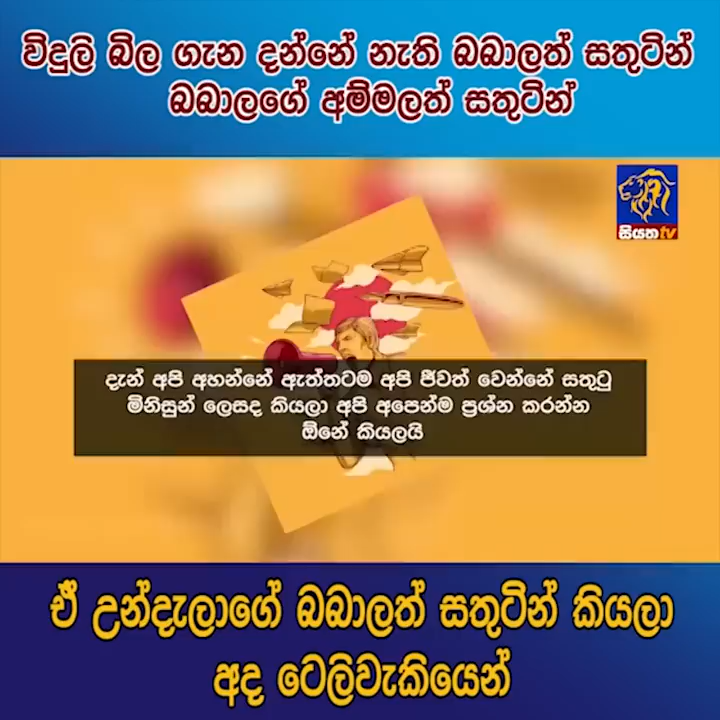 විදුලි බිල ගැන දන්නේ නැති බබාලත් සතුටින්
බබාලගේ අම්මලත් සතුටින්
සියත tv
දැන් අපි අහන්නේ ඇත්තටම අපි ජීවත් වෙන්නේ සතුටු
මිනිසුන් ලෙසද කියලා අපි අපෙන්ම ප්‍රශ්න කරන්න
ඕනේ කියලයි
ඒ උන්දැලාගේ බබාලත් සතුටින් කියලා
අද ටෙලිවැකියෙන්